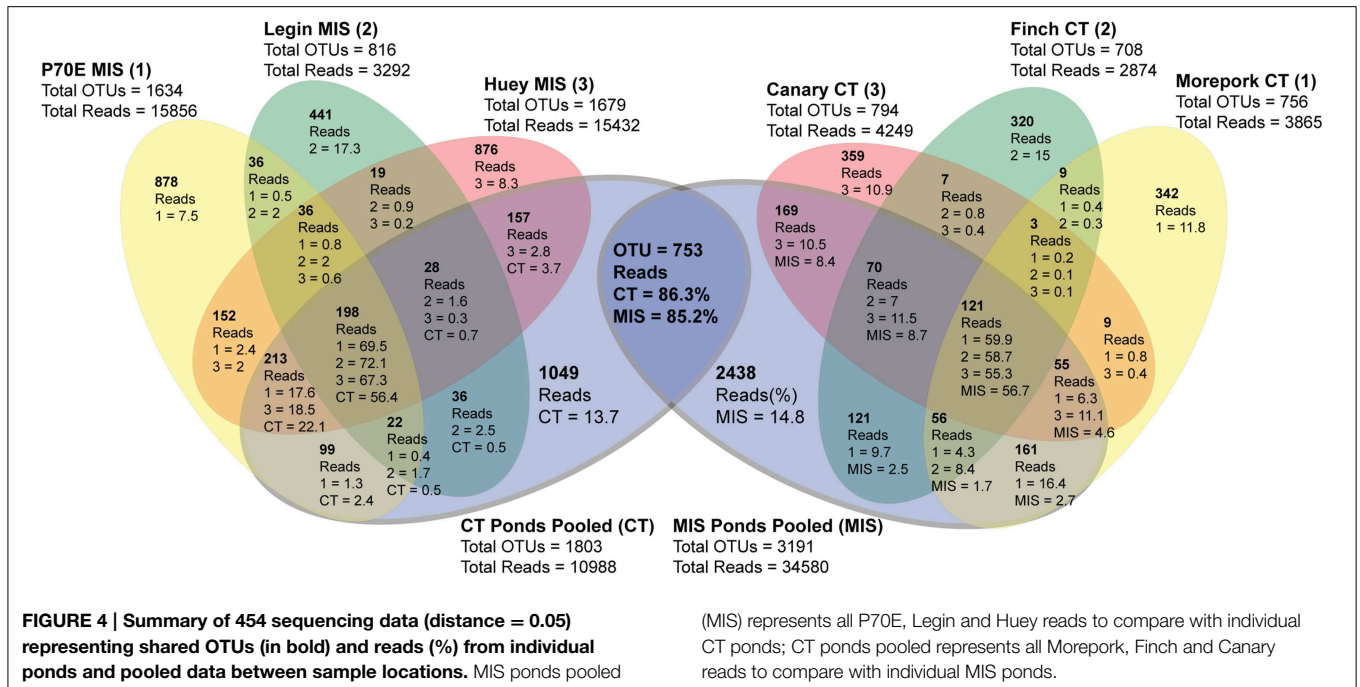 Legin MIS (2)
Total OTUs = 816
Total Reads = 3292
P70E MIS (1)
Total OTUs = 1634
Total Reads = 15856
Huey MIS (3)
Total OTUs = 1679
Total Reads = 15432
Canary CT (3)
Total OTUs = 794
Total Reads = 4249
Finch CT (2)
Total OTUs = 708
Total Reads = 2874
Morepork CT (1)
Total OTUs = 756
Total Reads = 3865
441
Reads
2 = 17.3
36
Reads
1 = 0.5
2 = 2
878
Reads
1 = 7.5
19
Reads
2 = 0.9
3 = 0.2
876
Reads
3 = 8.3
36
Reads
1 = 0.8
2 = 2
3 = 0.6
157
Reads
3 = 2.8
CT = 3.7
28
Reads
2 = 1.6
3 = 0.3
CT = 0.7
152
Reads
1 = 2.4
3 = 2
198
Reads
1 = 69.5
2 = 72.1
3 = 67.3
CT = 56.4
213
Reads
1 = 17.6
3 = 18.5
CT = 22.1
36
Reads
2 = 2.5
CT = 0.5
22
Reads
1 = 0.4
2 = 1.7
CT = 0.5
99
Reads
1 = 1.3
CT = 2.4
1049
Reads
CT = 13.7
OTU = 753
Reads
CT = 86.3%
MIS = 85.2%
2438
Reads(%)
MIS = 14.8
359
Reads
3 = 10.9
169
Reads
3 = 10.5
MIS = 8.4
7
Reads
2 = 0.8
3 = 0.4
320
Reads
2 = 15
9
Reads
1 = 0.4
2 = 0.3
342
Reads
1 = 11.8
3
Reads
1 = 0.2
2 = 0.1
3 = 0.1
70
Reads
2 = 7
3 = 11.5
MIS = 8.7
121
Reads
1 = 59.9
2 = 58.7
3 = 55.3
MIS = 56.7
9
Reads
1 = 0.8
3 = 0.4
55
Reads
1 = 6.3
3 = 11.1
MIS = 4.6
121
Reads
1 = 9.7
MIS = 2.5
56
Reads
1 = 4.3
2 = 8.4
MIS = 1.7
161
Reads
1 = 16.4
MIS = 2.7
CT Ponds Pooled (CT)
Total OTUs = 1803
Total Reads = 10988
MIS Ponds Pooled (MIS)
Total OTUs = 3191
Total Reads = 34580
FIGURE 4 | Summary of 454 sequencing data (distance = 0.05)
representing shared OTUs (in bold) and reads (%) from individual
ponds and pooled data between sample locations. MIS ponds pooled
(MIS) represents all P70E, Legin and Huey reads to compare with individual
CT ponds; CT ponds pooled represents all Morepork, Finch and Canary
reads to compare with individual MIS ponds.